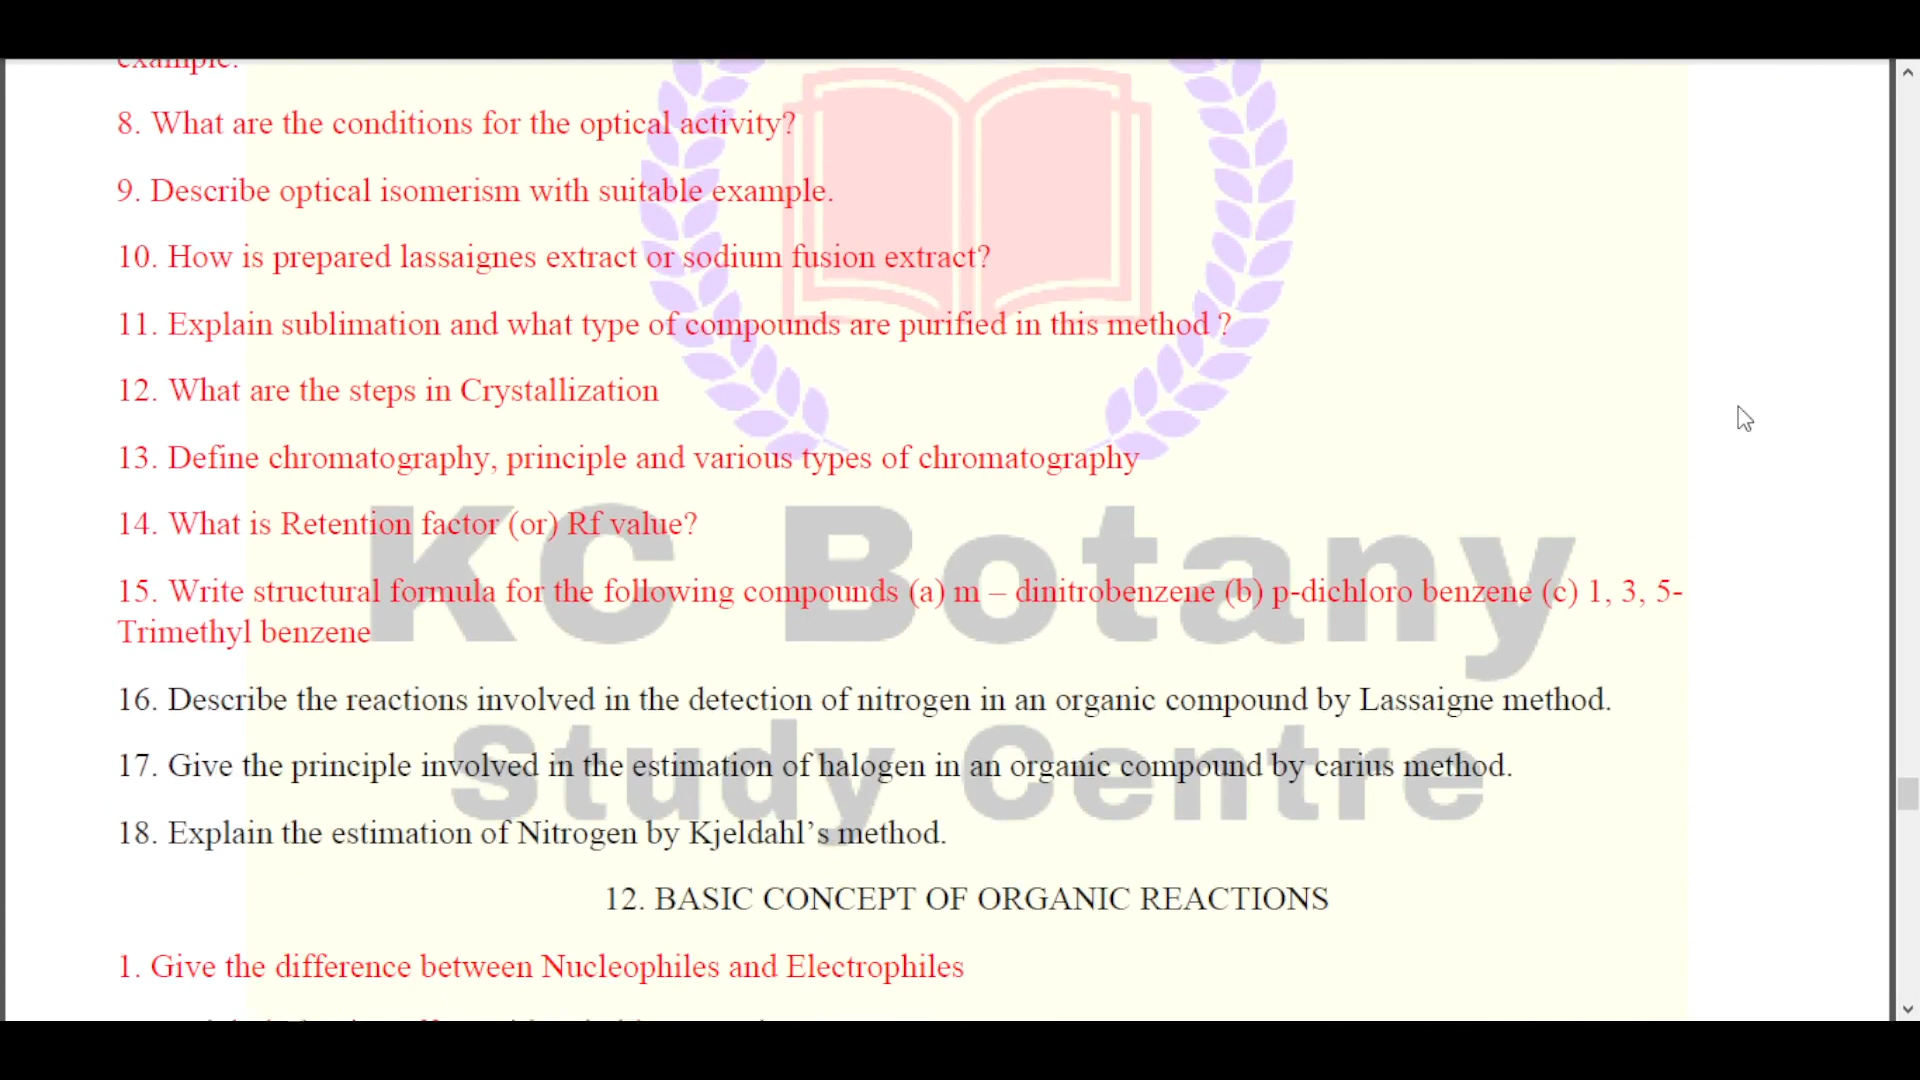 example.
8. What are the conditions for the optical activity?
9. Describe optical isomerism with suitable example.
10. How is prepared lassaignes extract or sodium fusion extract?
11. Explain sublimation and what type of compounds are purified in this method ?
12. What are the steps in Crystallization
13. Define chromatography, principle and various types of chromatography
14. What is Retention factor (or) Rf value?
15. Write structural formula for the following compounds (a) m – dinitrobenzene (b) p-dichloro benzene (c) 1, 3, 5-
Trimethyl benzene
16. Describe the reactions involved in the detection of nitrogen in an organic compound by Lassaigne method.
17. Give the principle involved in the estimation of halogen in an organic compound by carius method.
18. Explain the estimation of Nitrogen by Kjeldahl’s method.
12. BASIC CONCEPT OF ORGANIC REACTIONS
1. Give the difference between Nucleophiles and Electrophiles
KC Botany
Study Centre